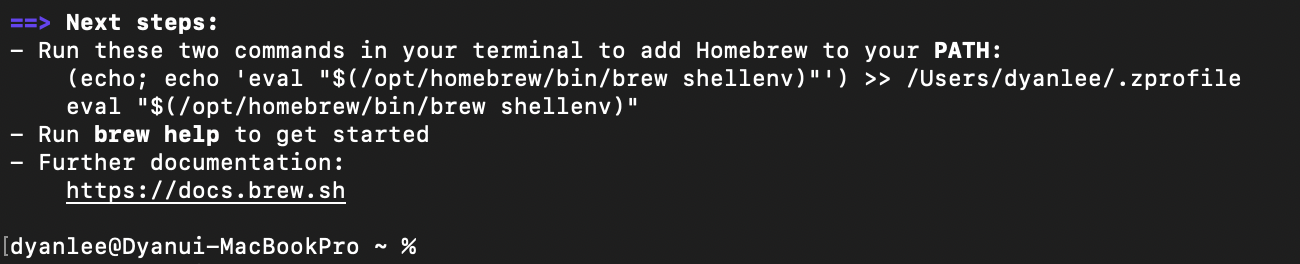 ==> Next steps:
- Run these two commands in your terminal to add Homebrew to your PATH:
    (echo; echo 'eval "$(/opt/homebrew/bin/brew shellenv)"') >> /Users/dyanlee/.zprofile
    eval "$(/opt/homebrew/bin/brew shellenv)"
- Run brew help to get started
- Further documentation:
    https://docs.brew.sh
[dyanlee@Dyanui-MacBookPro ~ %